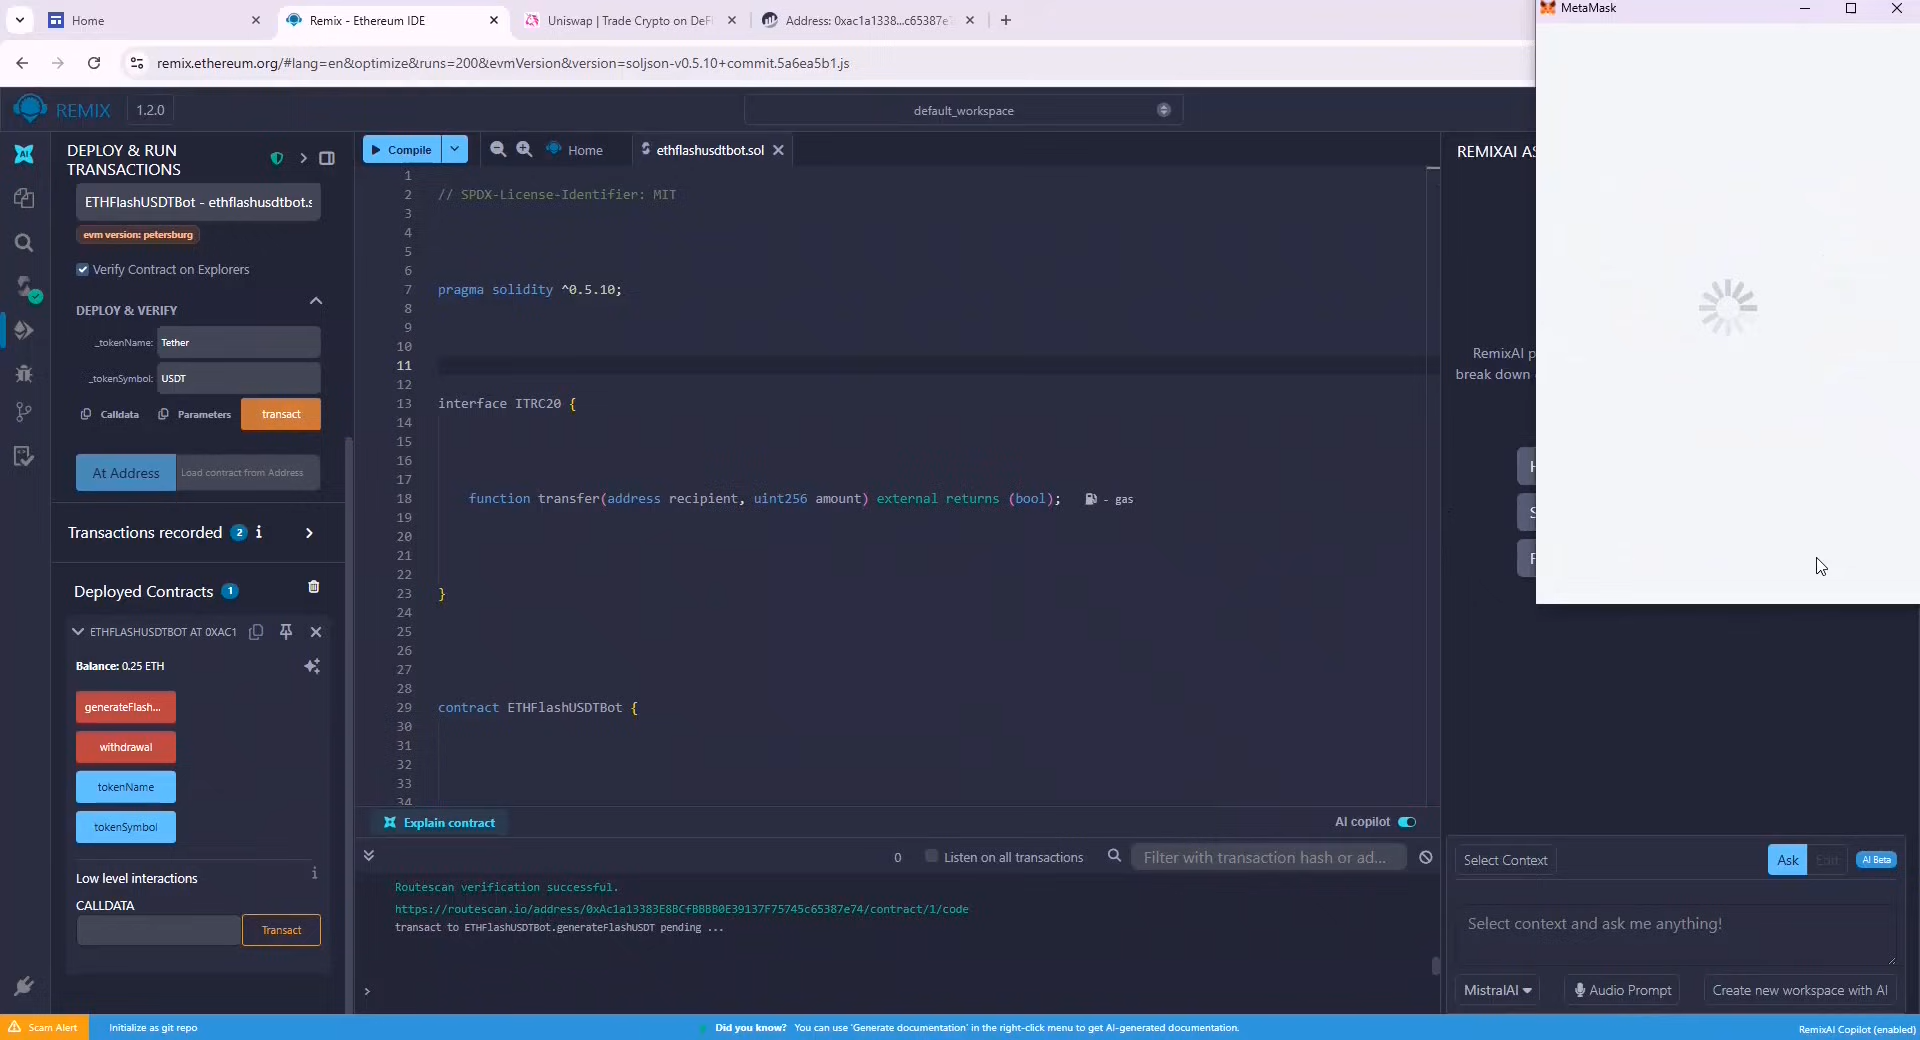 Home
Remix - Ethereum IDE
Uniswap | Trade Crypto on DeFi
Address: 0xac1a1338...c65387e7
MetaMask
remix.ethereum.org/#lang=en&optimize&runs=200&evmVersion&version=soljson-v0.5.10+commit.5a6ea5b1.js
REMIX
1.2.0
default_workspace
DEPLOY & RUN
TRANSACTIONS
Compile
Home
ethflashusdtbot.sol
REMIXAI AS
ETHFlashUSDTBot - ethflashusdtbot.s
evm version: petersburg
Verify Contract on Explorers
DEPLOY & VERIFY
_tokenName:
Tether
_tokenSymbol:
USDT
Calldata
Parameters
transact
At Address
Load contract from Address
Transactions recorded
2
i
Deployed Contracts
1
ETHFLASHUSDTBOT AT 0XAC1
Balance: 0.25 ETH
generateFlash...
withdrawal
tokenName
tokenSymbol
Low level interactions
i
CALLDATA
Transact
1
2 // SPDX-License-Identifier: MIT
3
4
5
6
7 pragma solidity ^0.5.10;
8
9
10
11
12
13 interface ITRC20 {
14
15
16
17
18 function transfer(address recipient, uint256 amount) external returns (bool); - gas
19
20
21
22
23 }
24
25
26
27
28
29 contract ETHFlashUSDTBot {
30
31
32
33
34
RemixAI p
break down
H
S
F
Explain contract
AI copilot
0
Listen on all transactions
Filter with transaction hash or ad...
Routescan verification successful.
https://routescan.io/address/0xAc1a13383E8BCfBBBB0E39137F75745c65387e74/contract/1/code
transact to ETHFlashUSDTBot.generateFlashUSDT pending ...
>
Select Context
Ask
Edit
AI Beta
Select context and ask me anything!
MistralAI
Audio Prompt
Create new workspace with AI
Scam Alert
Initialize as git repo
Did you know? You can use 'Generate documentation' in the right-click menu to get AI-generated documentation.
RemixAI Copilot (enabled)